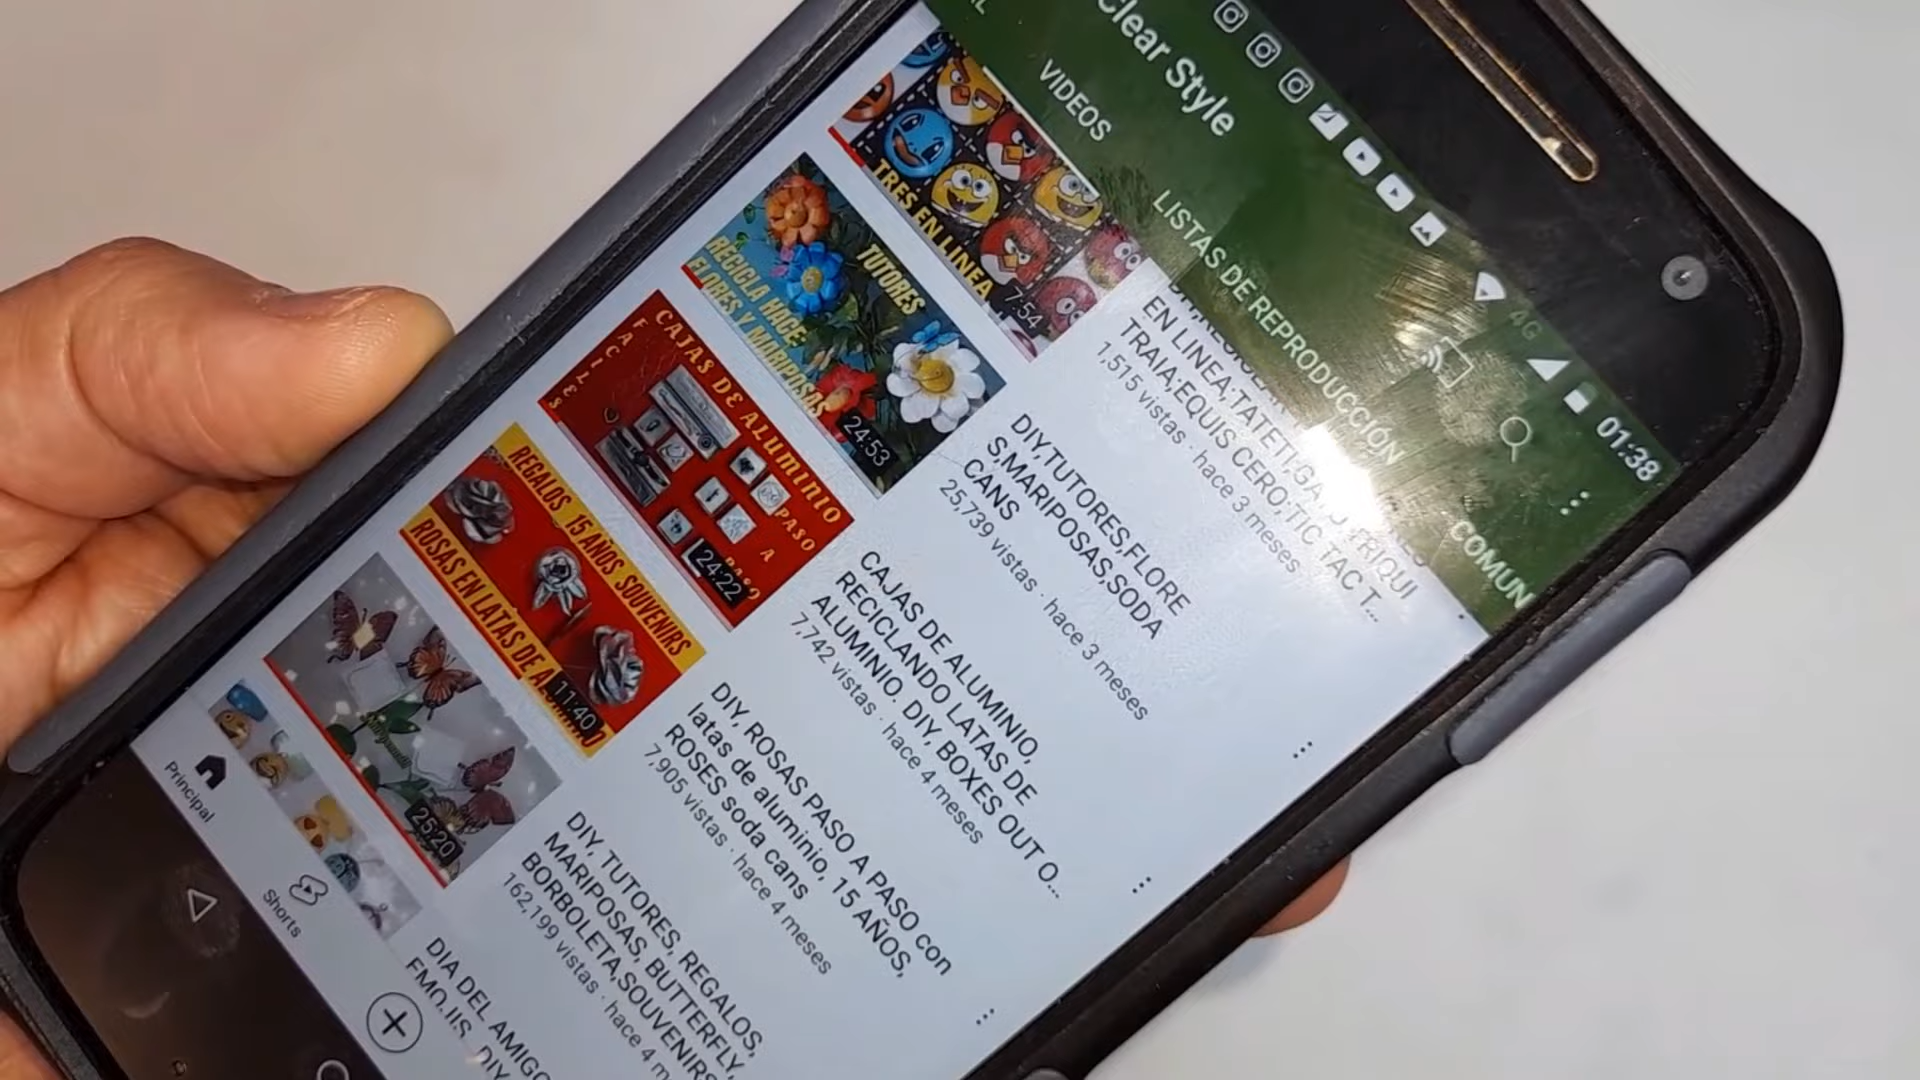 4G
01:38
Clear Style
VIDEOS
LISTAS DE REPRODUCCIÓN
COMUN
TRES EN LINEA
7:54
EN LINEA;TATETI;GA
TRIQUI
TRAIA;EQUIS CERO;TIC TAC T...
1,515 vistas · hace 3 meses
TUTORES
RECICLA HACE:
FLORES Y MARIPOSAS
24:53
DIY,TUTORES,FLORE
S,MARIPOSAS,SODA
CANS
25,739 vistas · hace 3 meses
CAJAS DE ALUMINIO
FACILES
PASO
A
PASO
24:22
CAJAS DE ALUMINIO,
RECICLANDO LATAS DE
ALUMINIO. DIY, BOXES OUT O...
7,742 vistas · hace 4 meses
REGALOS 15 AÑOS SOUVENIRS
ROSAS EN LATAS DE
11:40
DIY, ROSAS PASO A PASO con
latas de aluminio, 15 AÑOS,
ROSES soda cans
7,905 vistas · hace 4 meses
25:20
DIY, TUTORES, REGALOS,
MARIPOSAS, BUTTERFLY,
BORBOLETA,SOUVENIRS
162,199 vistas · hace 4 m
DIA DEL AMIGO
EMOJIS, DIY
Principal
Shorts